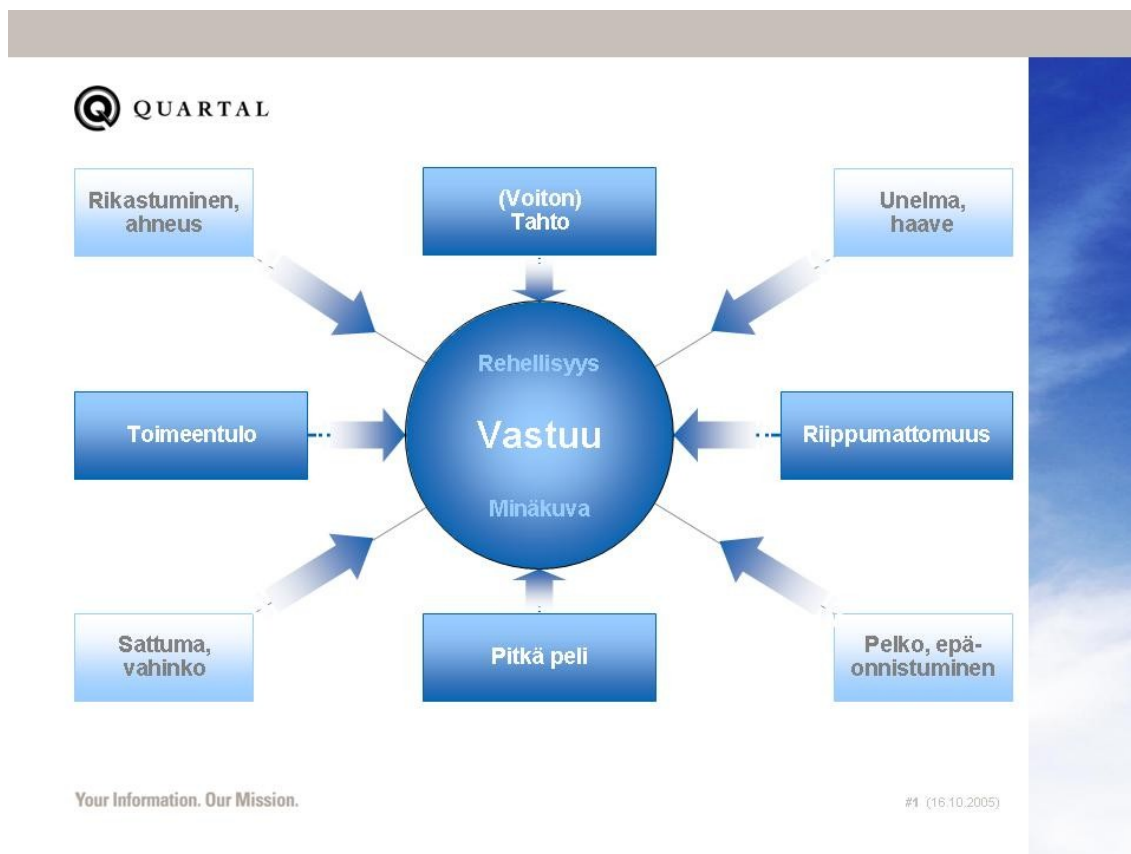 QUARTAL
Rikastuminen,
ahneus
(Voiton)
Tahto
Unelma,
haave
Rehellisyys
Toimeentulo
Vastuu
Riippumattomuus
Minäkuva
Sattuma,
vahinko
Pitkä peli
Pelko, epä-
onnistuminen
Your Information. Our Mission.
#1 (16.10.2005)